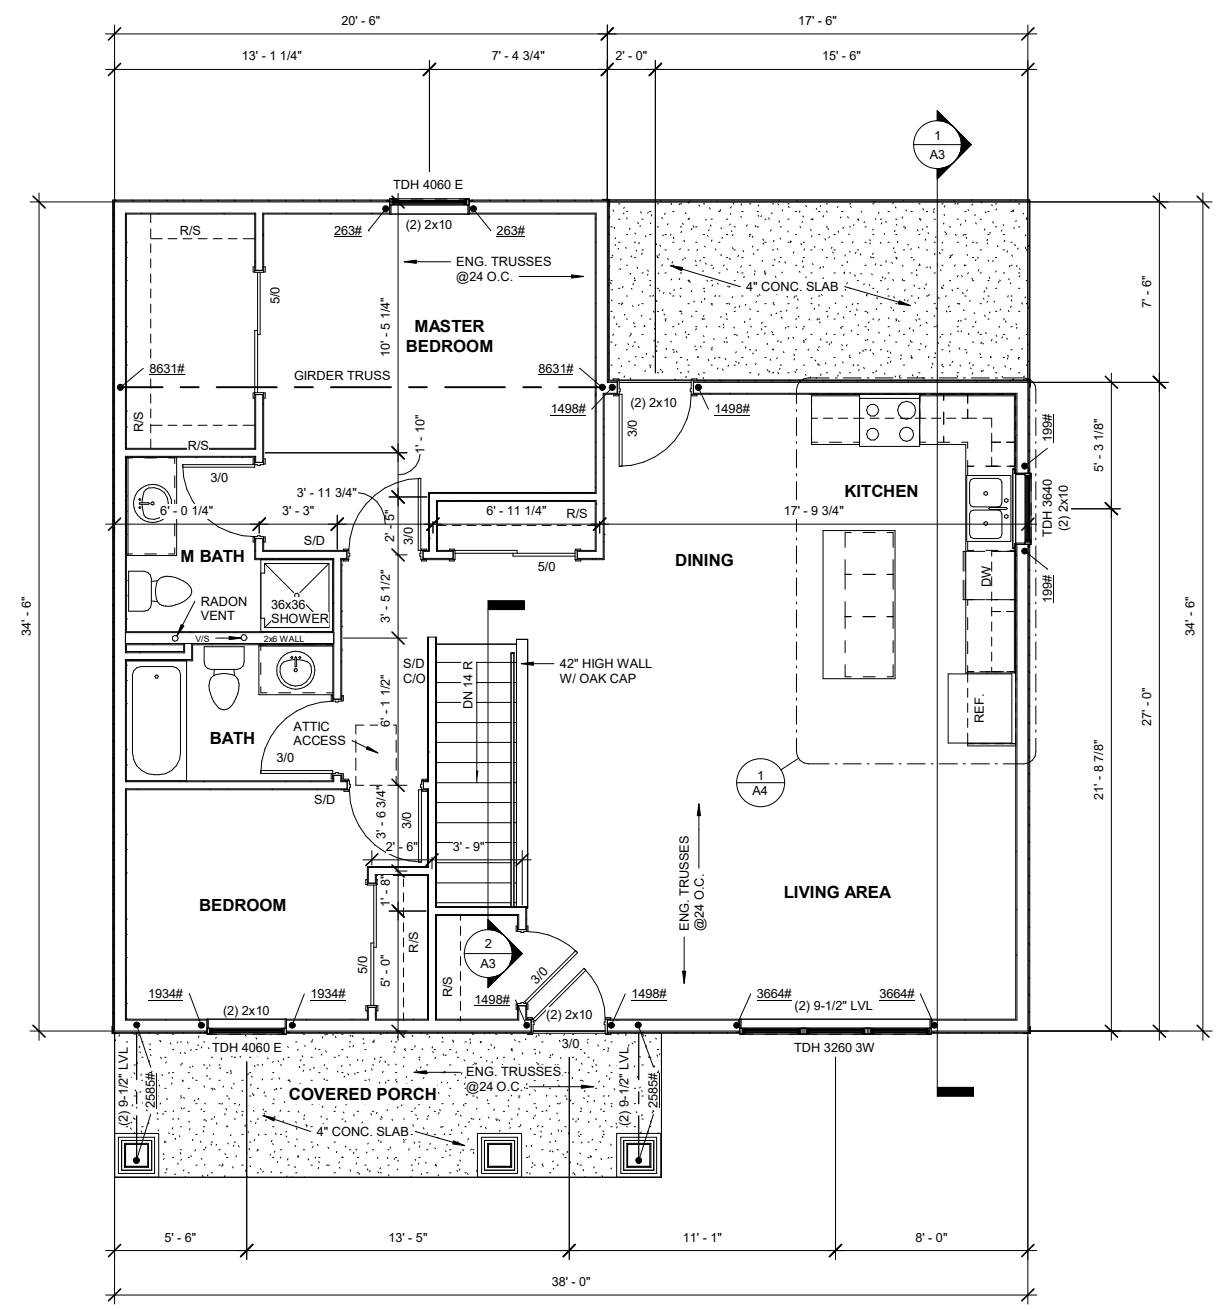 20' - 6"
17' - 6"
13' - 1 1/4"
7' - 4 3/4"
2' - 0"
15' - 6"
1
A3
TDH 4060 E
263#
(2) 2x10
263#
R/S
ENG. TRUSSES
@24 O.C.
5/0
4" CONC. SLAB
7' - 6"
10' - 5 1/4"
MASTER
BEDROOM
8631#
GIRDER TRUSS
8631#
1498#
(2) 2x10
1498#
3/0
R/S
R/S
1' - 10"
199#
5' - 3 1/8"
3/0
3' - 11 3/4"
KITCHEN
TDH 3640
(2) 2x10
6' - 0 1/4"
3' - 3"
2' - 5"
3/0
6' - 11 1/4"
R/S
17' - 9 3/4"
S/D
M BATH
5/0
DINING
DW
199#
36x36
SHOWER
RADON
VENT
3' - 5 1/2"
34' - 6"
34' - 6"
V/S
2x6 WALL
S/D
C/O
DN 14 R
42" HIGH WALL
W/ OAK CAP
6' - 1 1/2"
REF.
27' - 0"
BATH
ATTIC
ACCESS
3/0
1
A4
21' - 8 7/8"
S/D
3' - 6 3/4"
3/0
2' - 6"
3' - 9"
ENG. TRUSSES
@24 O.C.
1' - 8"
BEDROOM
LIVING AREA
R/S
2
A3
5/0
5' - 0"
R/S
3/0
1934#
1934#
(2) 2x10
1498#
(2) 2x10
1498#
3664#
(2) 9-1/2" LVL
3664#
TDH 4060 E
3/0
TDH 3260 3W
(2) 9-1/2" LVL
2585#
ENG. TRUSSES
@24 O.C.
(2) 9-1/2" LVL
2585#
COVERED PORCH
4" CONC. SLAB
5' - 6"
13' - 5"
11' - 1"
8' - 0"
38' - 0"